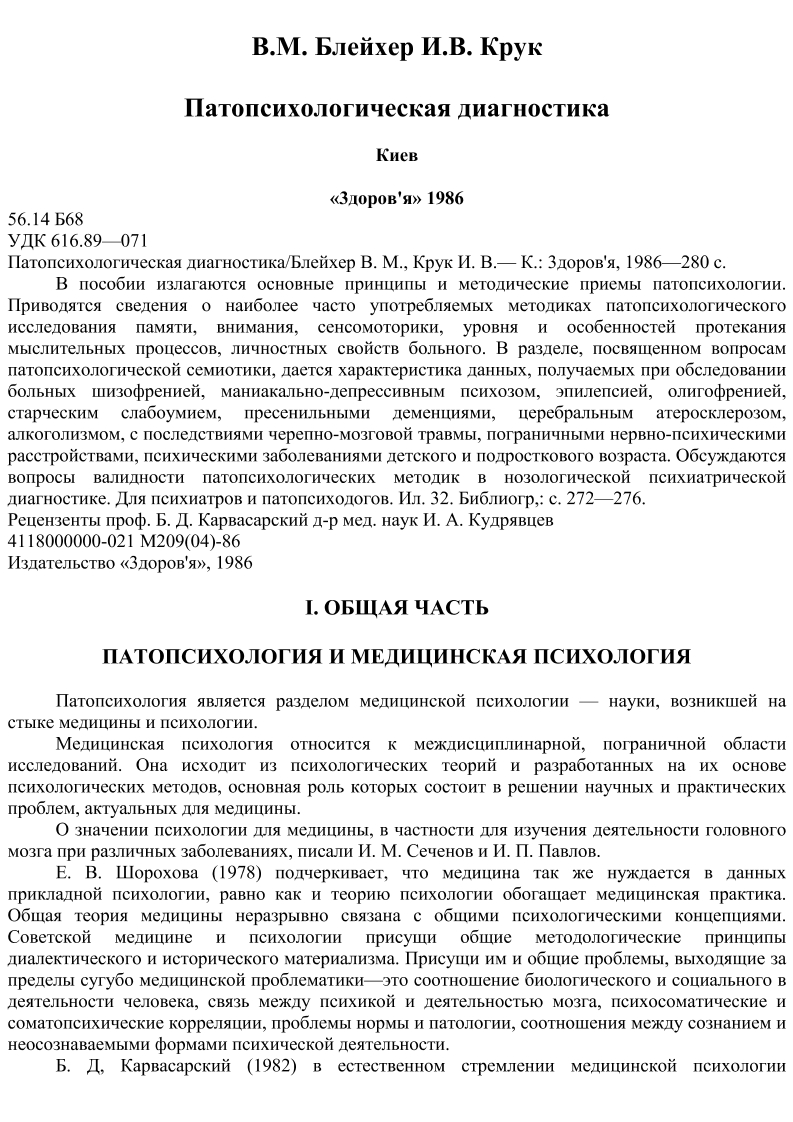 В.М. Блейхер И.В. Крук
Патопсихологическая диагностика
Киев
«Здоров'я» 1986
56.14 Б68
УДК 616.89—071
Патопсихологическая диагностика/Блейхер В. М., Крук И. В.— К.: Здоров'я, 1986—280 с.
В пособии излагаются основные принципы и методические приемы патопсихологии.
Приводятся сведения о наиболее часто употребляемых методиках патопсихологического
исследования памяти, внимания, сенсомоторики, уровня и особенностей протекания
мыслительных процессов, личностных свойств больного. В разделе, посвященном вопросам
патопсихологической семиотики, дается характеристика данных, получаемых при обследовании
больных шизофренией, маниакально-депрессивным психозом, эпилепсией, олигофренией,
старческим слабоумием, пресенильными деменциями, церебральным атеросклерозом,
алкоголизмом, с последствиями черепно-мозговой травмы, пограничными нервно-психическими
расстройствами, психическими заболеваниями детского и подросткового возраста. Обсуждаются
вопросы валидности патопсихологических методик в нозологической психиатрической
диагностике. Для психиатров и патопсиходогов. Ил. 32. Библиогр,: с. 272—276.
Рецензенты проф. Б. Д. Карвасарский д-р мед. наук И. А. Кудрявцев
4118000000-021 М209(04)-86
Издательство «Здоров'я», 1986
I. ОБЩАЯ ЧАСТЬ
ПАТОПСИХОЛОГИЯ И МЕДИЦИНСКАЯ ПСИХОЛОГИЯ
Патопсихология является разделом медицинской психологии — науки, возникшей на
стыке медицины и психологии.
Медицинская психология относится к междисциплинарной, пограничной области
исследований. Она исходит из психологических теорий и разработанных на их основе
психологических методов, основная роль которых состоит в решении научных и практических
проблем, актуальных для медицины.
О значении психологии для медицины, в частности для изучения деятельности головного
мозга при различных заболеваниях, писали И. М. Сеченов и И. П. Павлов.
Е. В. Шорохова (1978) подчеркивает, что медицина так же нуждается в данных
прикладной психологии, равно как и теорию психологии обогащает медицинская практика.
Общая теория медицины неразрывно связана с общими психологическими концепциями.
Советской медицине и психологии присущи общие методологические принципы
диалектического и исторического материализма. Присущи им и общие проблемы, выходящие за
пределы сугубо медицинской проблематики—это соотношение биологического и социального в
деятельности человека, связь между психикой и деятельностью мозга, психосоматические и
соматопсихические корреляции, проблемы нормы и патологии, соотношения между сознанием и
неосознаваемыми формами психической деятельности.
Б. Д, Карвасарский (1982) в естественном стремлении медицинской психологии